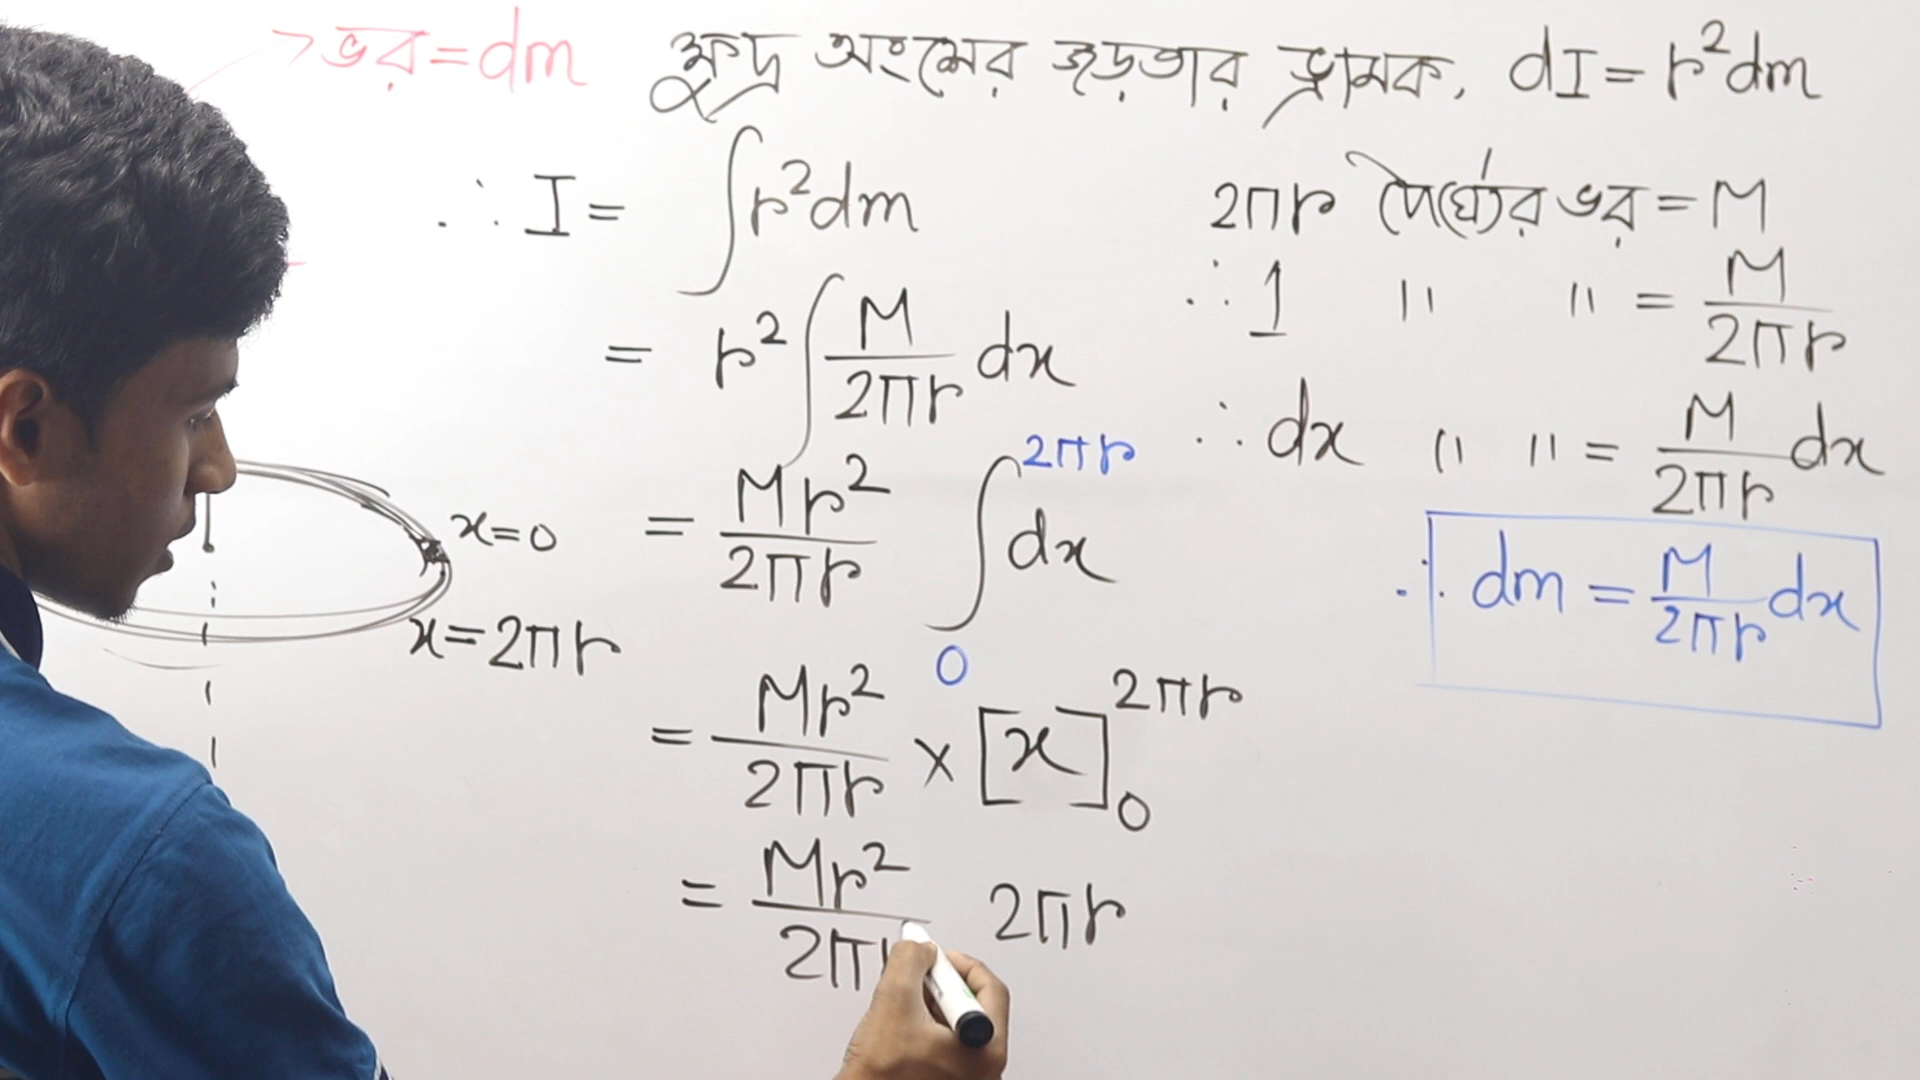 ভর = dm
ক্ষুদ্র অংশের জড়তার ভ্রামক, dI = r²dm
∴ I = ∫r²dm
= r² ∫ M/2πr dx
= Mr²/2πr ∫₀^2πr dx
= Mr²/2πr × [x]₀^2πr
= Mr²/2πr 2πr
2πr দৈর্ঘ্যের ভর = M
∴ 1 " " = M/2πr
∴ dx " " = M/2πr dx
∴ dm = M/2πr dx
x=0
x=2πr